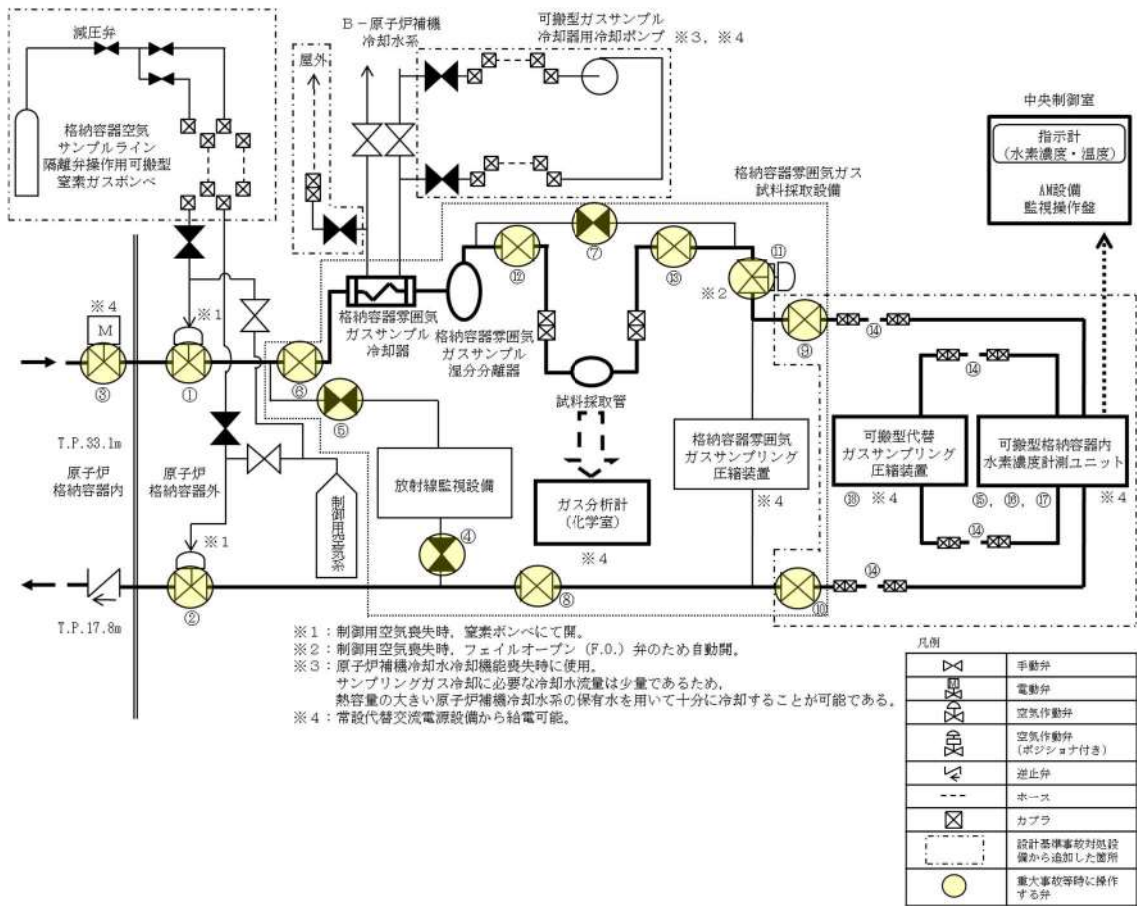 減圧弁
格納容器空気
サンプルライン
隔離弁操作用可搬型
窒素ガスボンベ
屋外
B-原子炉補機
冷却水系
可搬型ガスサンプル
冷却器用冷却ポンプ ※3，※4
中央制御室
指示計
(水素濃度・温度)
AM設備
監視操作盤
格納容器雰囲気ガス
試料採取設備
⑦
⑫
⑬
⑪
※2
⑨
⑭
⑭
※4
M
③
※1
①
⑥
⑤
格納容器雰囲気
ガスサンプル
冷却器
格納容器雰囲気
ガスサンプル
湿分分離器
試料採取管
T.P.33.1m
原子炉
格納容器内
原子炉
格納容器外
制御用空気系
放射線監視設備
④
ガス分析計
(化学室)
※4
格納容器雰囲気
ガスサンプリング
圧縮装置
※4
可搬型代替
ガスサンプリング
圧縮装置
⑱ ※4
可搬型格納容器内
水素濃度計測ユニット
⑮，⑯，⑰
※4
⑭
⑭
※1
②
⑧
⑩
T.P.17.8m
※1：制御用空気喪失時，窒素ボンベにて開。
※2：制御用空気喪失時，フェイルオープン（F.O.）弁のため自動開。
※3：原子炉補機冷却水冷却機能喪失時に使用。
サンプリングガス冷却に必要な冷却水流量は少量であるため，
熱容量の大きい原子炉補機冷却水系の保有水を用いて十分に冷却することが可能である。
※4：常設代替交流電源設備から給電可能。
凡例
手動弁
M
電動弁
空気作動弁
空気作動弁
(ポジショナ付き)
逆止弁
ホース
カプラ
設計基準事故対処設
備から追加した箇所
重大事故等時に操作
する弁